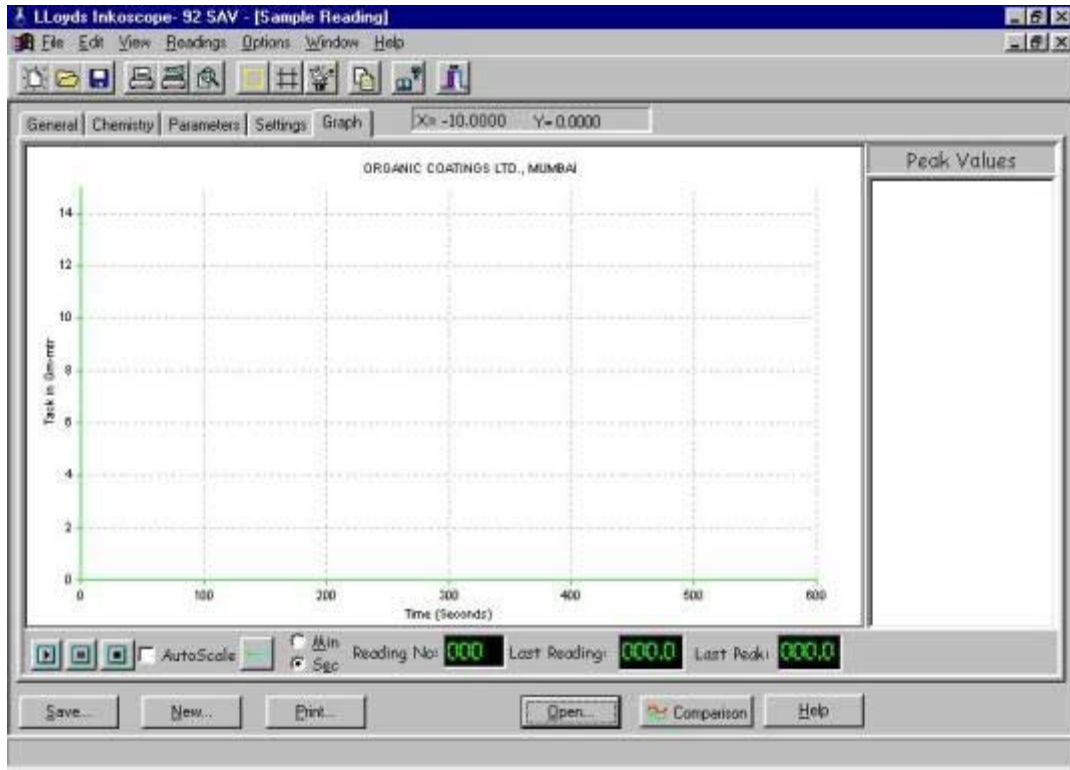 LLoyds Inkoscope- 92 SAV - [Sample Reading]
File Edit View Readings Options Window Help
General Chemistry Parameters Settings Graph X= -10.0000 Y= 0.0000
ORGANIC COATINGS LTD., MUMBAI
Peak Values
14
12
10
8
6
4
2
0
Tack in Gm-mtr
0 100 200 300 400 500 600
Time (Seconds)
AutoScale
Min
Sec
Reading No: 000 Last Reading: 000.0 Last Peak: 000.0
Save... New... Print... Open... Comparison Help